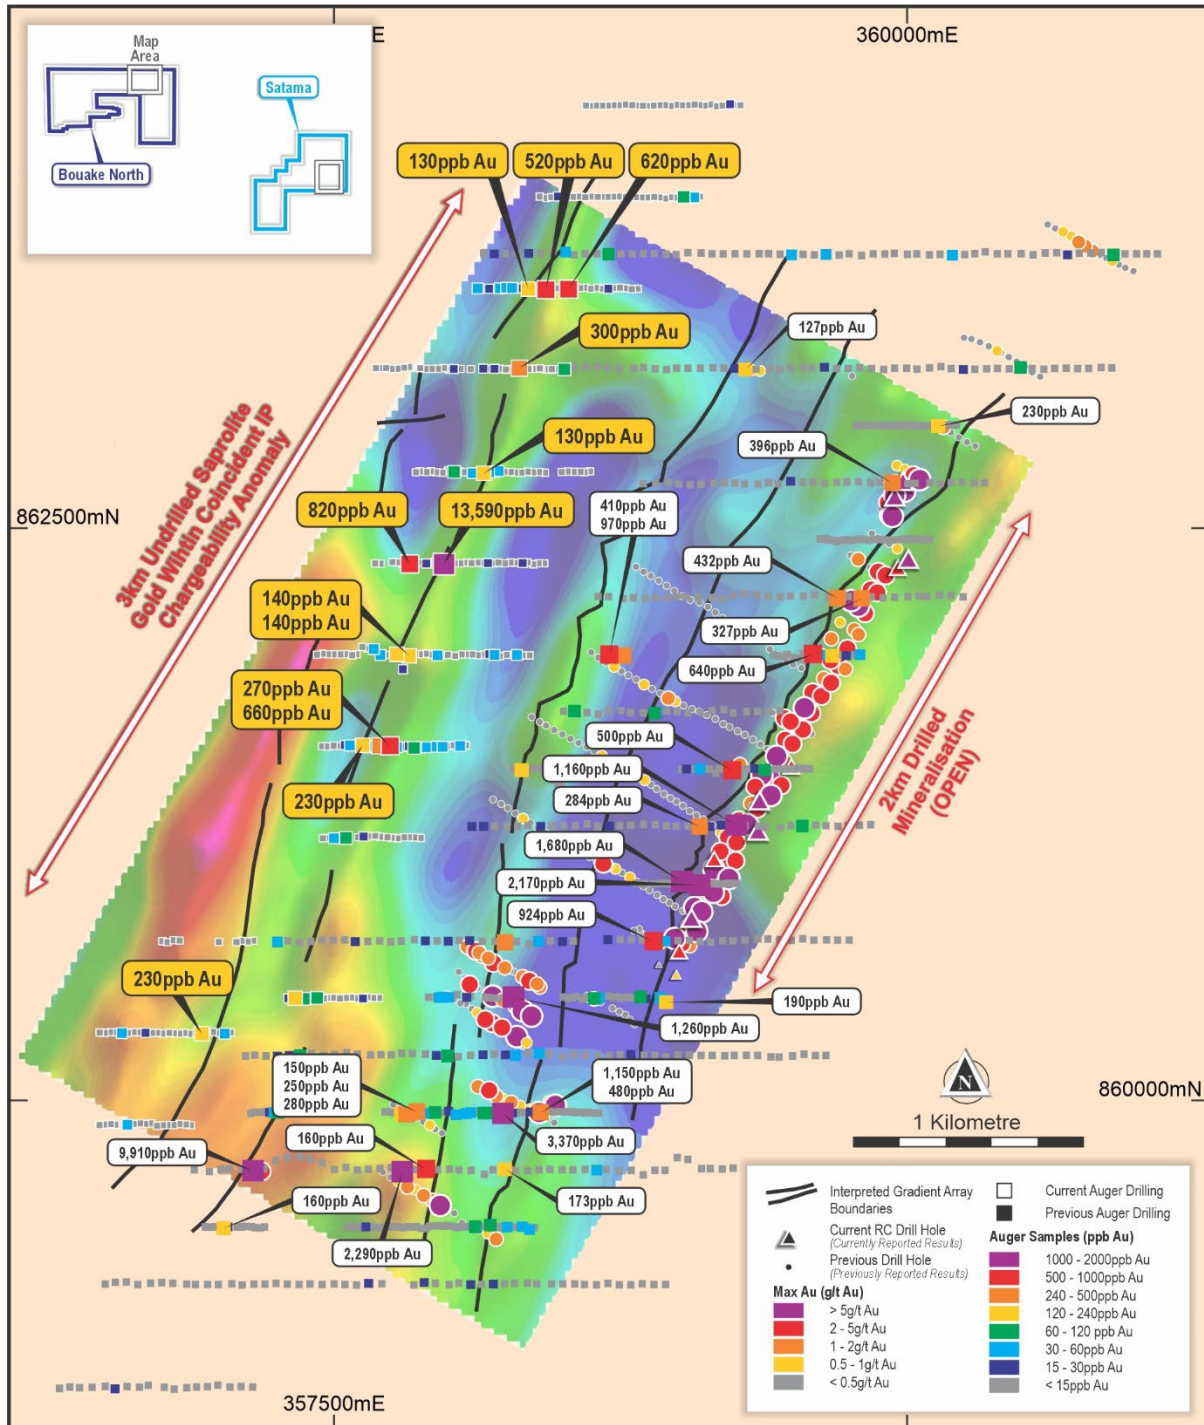 E
360000mE
Map
Area
Satama
Bouake North
130ppb Au
520ppb Au
620ppb Au
300ppb Au
127ppb Au
230ppb Au
130ppb Au
396ppb Au
862500mN
820ppb Au
13,590ppb Au
410ppb Au
970ppb Au
432ppb Au
3km Undrilled Saprolite
Gold Wihtin Coincident IP
Chargeability Anomaly
140ppb Au
140ppb Au
327ppb Au
640ppb Au
270ppb Au
660ppb Au
500ppb Au
1,160ppb Au
230ppb Au
284ppb Au
2km Drilled
Mineralisation
(OPEN)
1,680ppb Au
2,170ppb Au
924ppb Au
230ppb Au
190ppb Au
1,260ppb Au
150ppb Au
250ppb Au
280ppb Au
1,150ppb Au
480ppb Au
N
860000mN
1 Kilometre
160ppb Au
3,370ppb Au
9,910ppb Au
160ppb Au
173ppb Au
2,290ppb Au
Interpreted Gradient Array
Boundaries
Current RC Drill Hole
(Currently Reported Results)
Previous Drill Hole
(Previously Reported Results)
Max Au (g/t Au)
> 5g/t Au
2 - 5g/t Au
1 - 2g/t Au
0.5 - 1g/t Au
< 0.5g/t Au
Current Auger Drilling
Previous Auger Drilling
Auger Samples (ppb Au)
1000 - 2000ppb Au
500 - 1000ppb Au
240 - 500ppb Au
120 - 240ppb Au
60 - 120 ppb Au
30 - 60ppb Au
15 - 30ppb Au
< 15ppb Au
357500mE